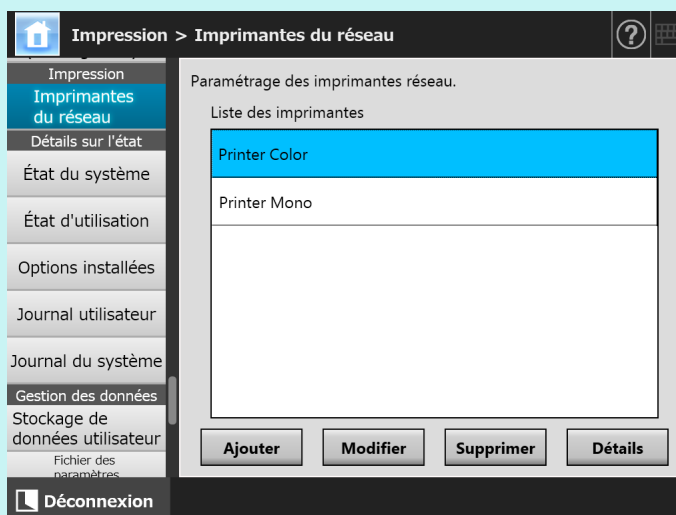 Impression > Imprimantes du réseau
?
Impression
Imprimantes
du réseau
Détails sur l'état
État du système
État d'utilisation
Options installées
Journal utilisateur
Journal du système
Gestion des données
Stockage de
données utilisateur
Fichier des
paramètres
Déconnexion
Paramétrage des imprimantes réseau.
Liste des imprimantes
Printer Color
Printer Mono
Ajouter
Modifier
Supprimer
Détails